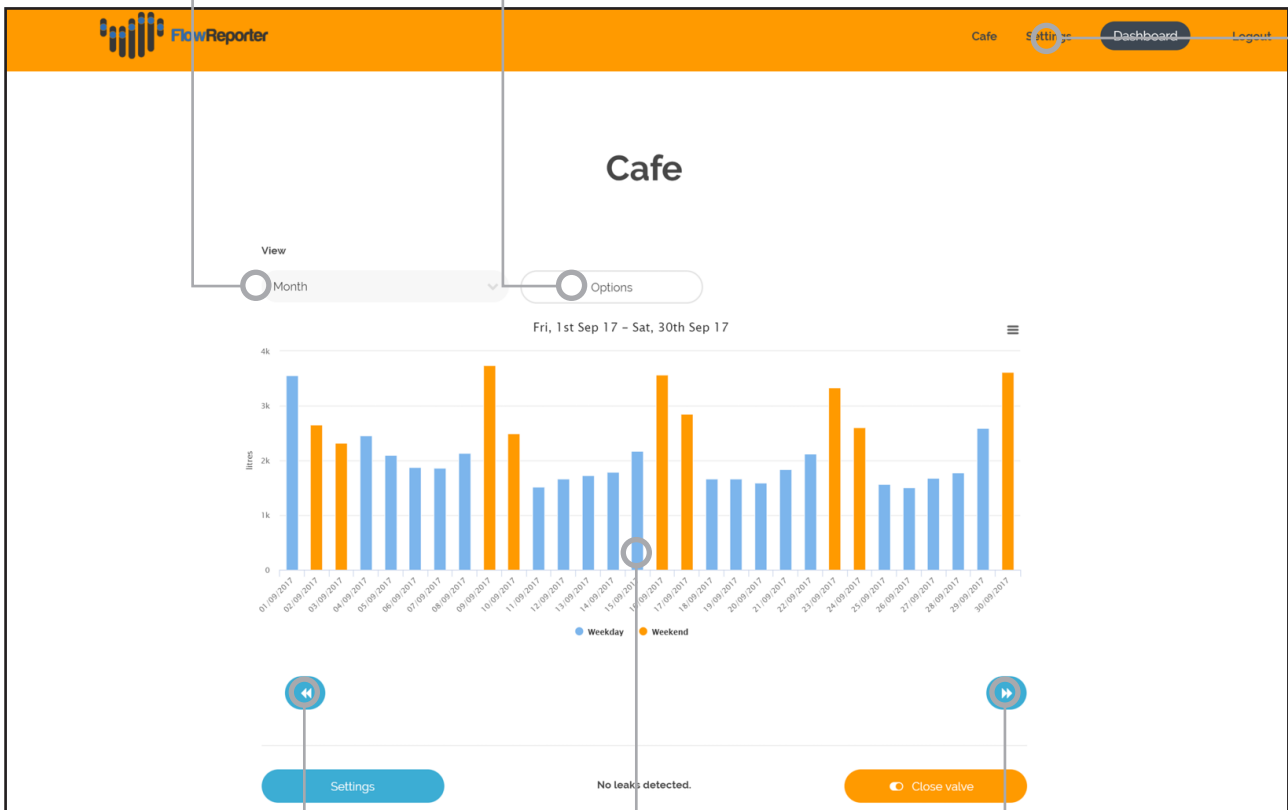 FlowReporter
Cafe Settings Dashboard Logout
Cafe
View
Month
Options
Fri, 1st Sep 17 – Sat, 30th Sep 17
litres
4k
3k
2k
1k
0
01/09/2017 02/09/2017 03/09/2017 04/09/2017 05/09/2017 06/09/2017 07/09/2017 08/09/2017 09/09/2017 10/09/2017 11/09/2017 12/09/2017 13/09/2017 14/09/2017 15/09/2017 16/09/2017 17/09/2017 18/09/2017 19/09/2017 20/09/2017 21/09/2017 22/09/2017 23/09/2017 24/09/2017 25/09/2017 26/09/2017 27/09/2017 28/09/2017 29/09/2017 30/09/2017
Weekday Weekend
Settings No leaks detected. Close valve